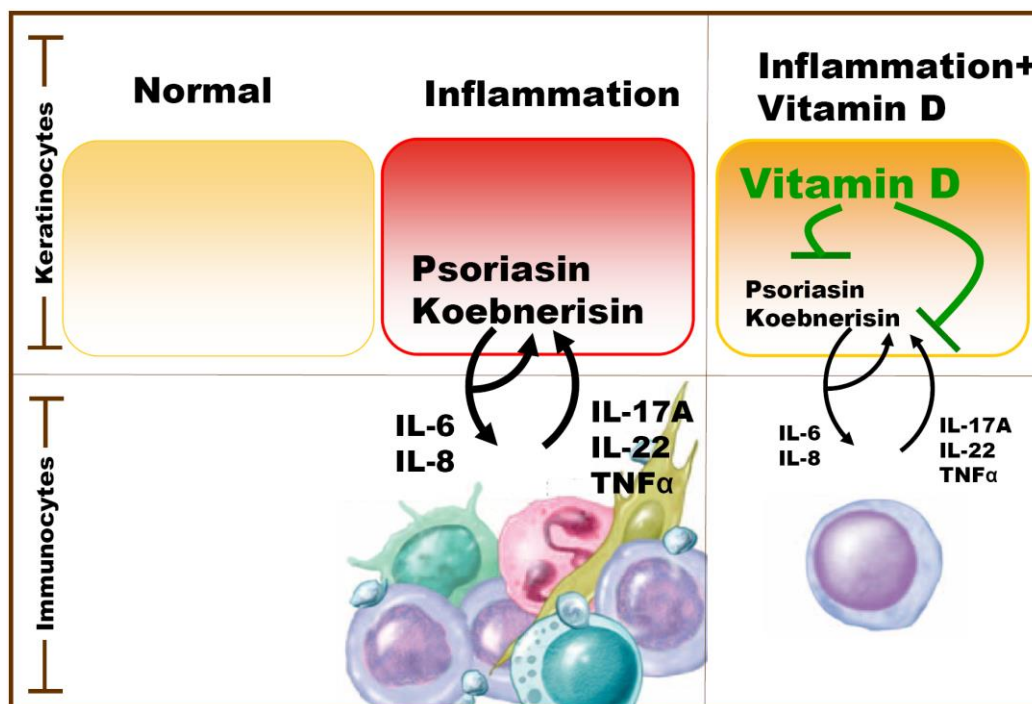 Keratinocytes
Normal
Inflammation
Inflammation+
Vitamin D
Vitamin D
Psoriasin
Koebnerisin
Psoriasin
Koebnerisin
Immunocytes
IL-6
IL-8
IL-17A
IL-22
TNFα
IL-6
IL-8
IL-17A
IL-22
TNFα